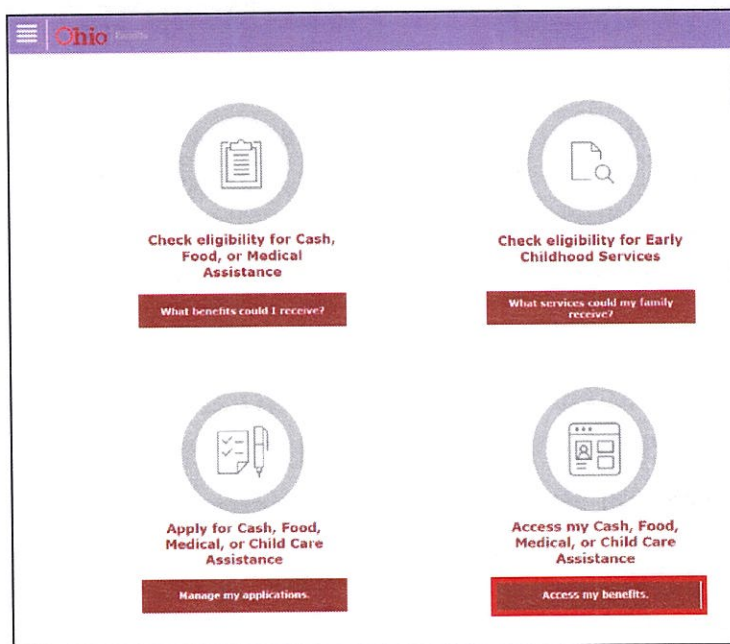 Ohio Benefits
Check eligibility for Cash,
Food, or Medical
Assistance
What benefits could I receive?
Check eligibility for Early
Childhood Services
What services could my family
receive?
Apply for Cash, Food,
Medical, or Child Care
Assistance
Manage my applications.
Access my Cash, Food,
Medical, or Child Care
Assistance
Access my benefits.